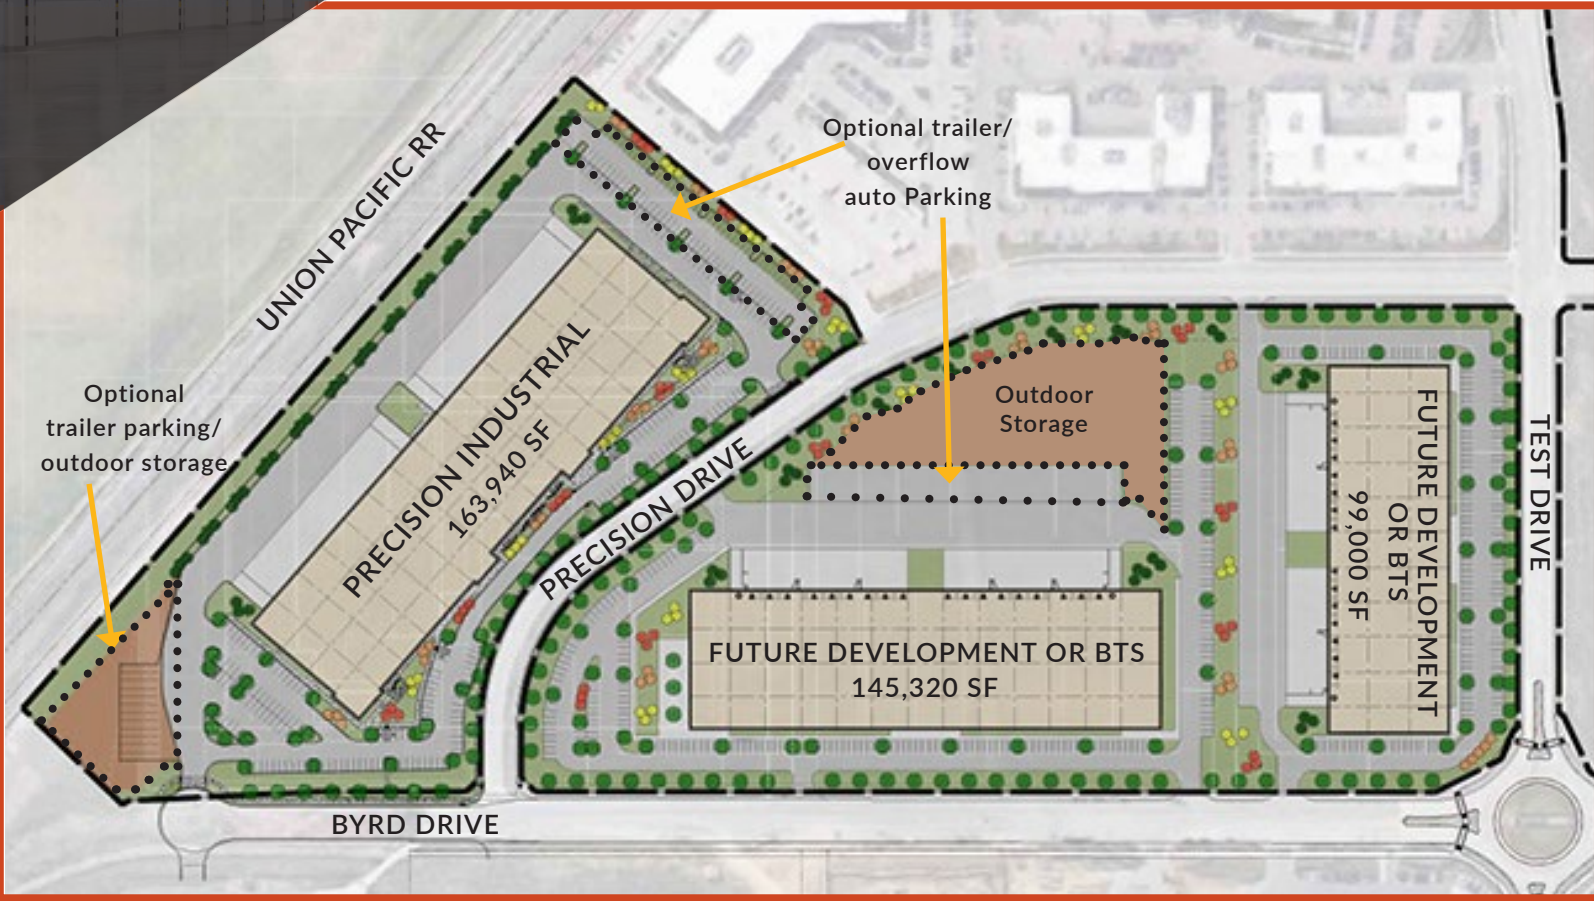 UNION PACIFIC RR
Optional trailer/
overflow
auto Parking
Optional
trailer parking/
outdoor storage
PRECISION INDUSTRIAL
163,940 SF
PRECISION DRIVE
Outdoor
Storage
FUTURE DEVELOPMENT OR BTS
145,320 SF
FUTURE DEVELOPMENT
OR BTS
99,000 SF
TEST DRIVE
BYRD DRIVE